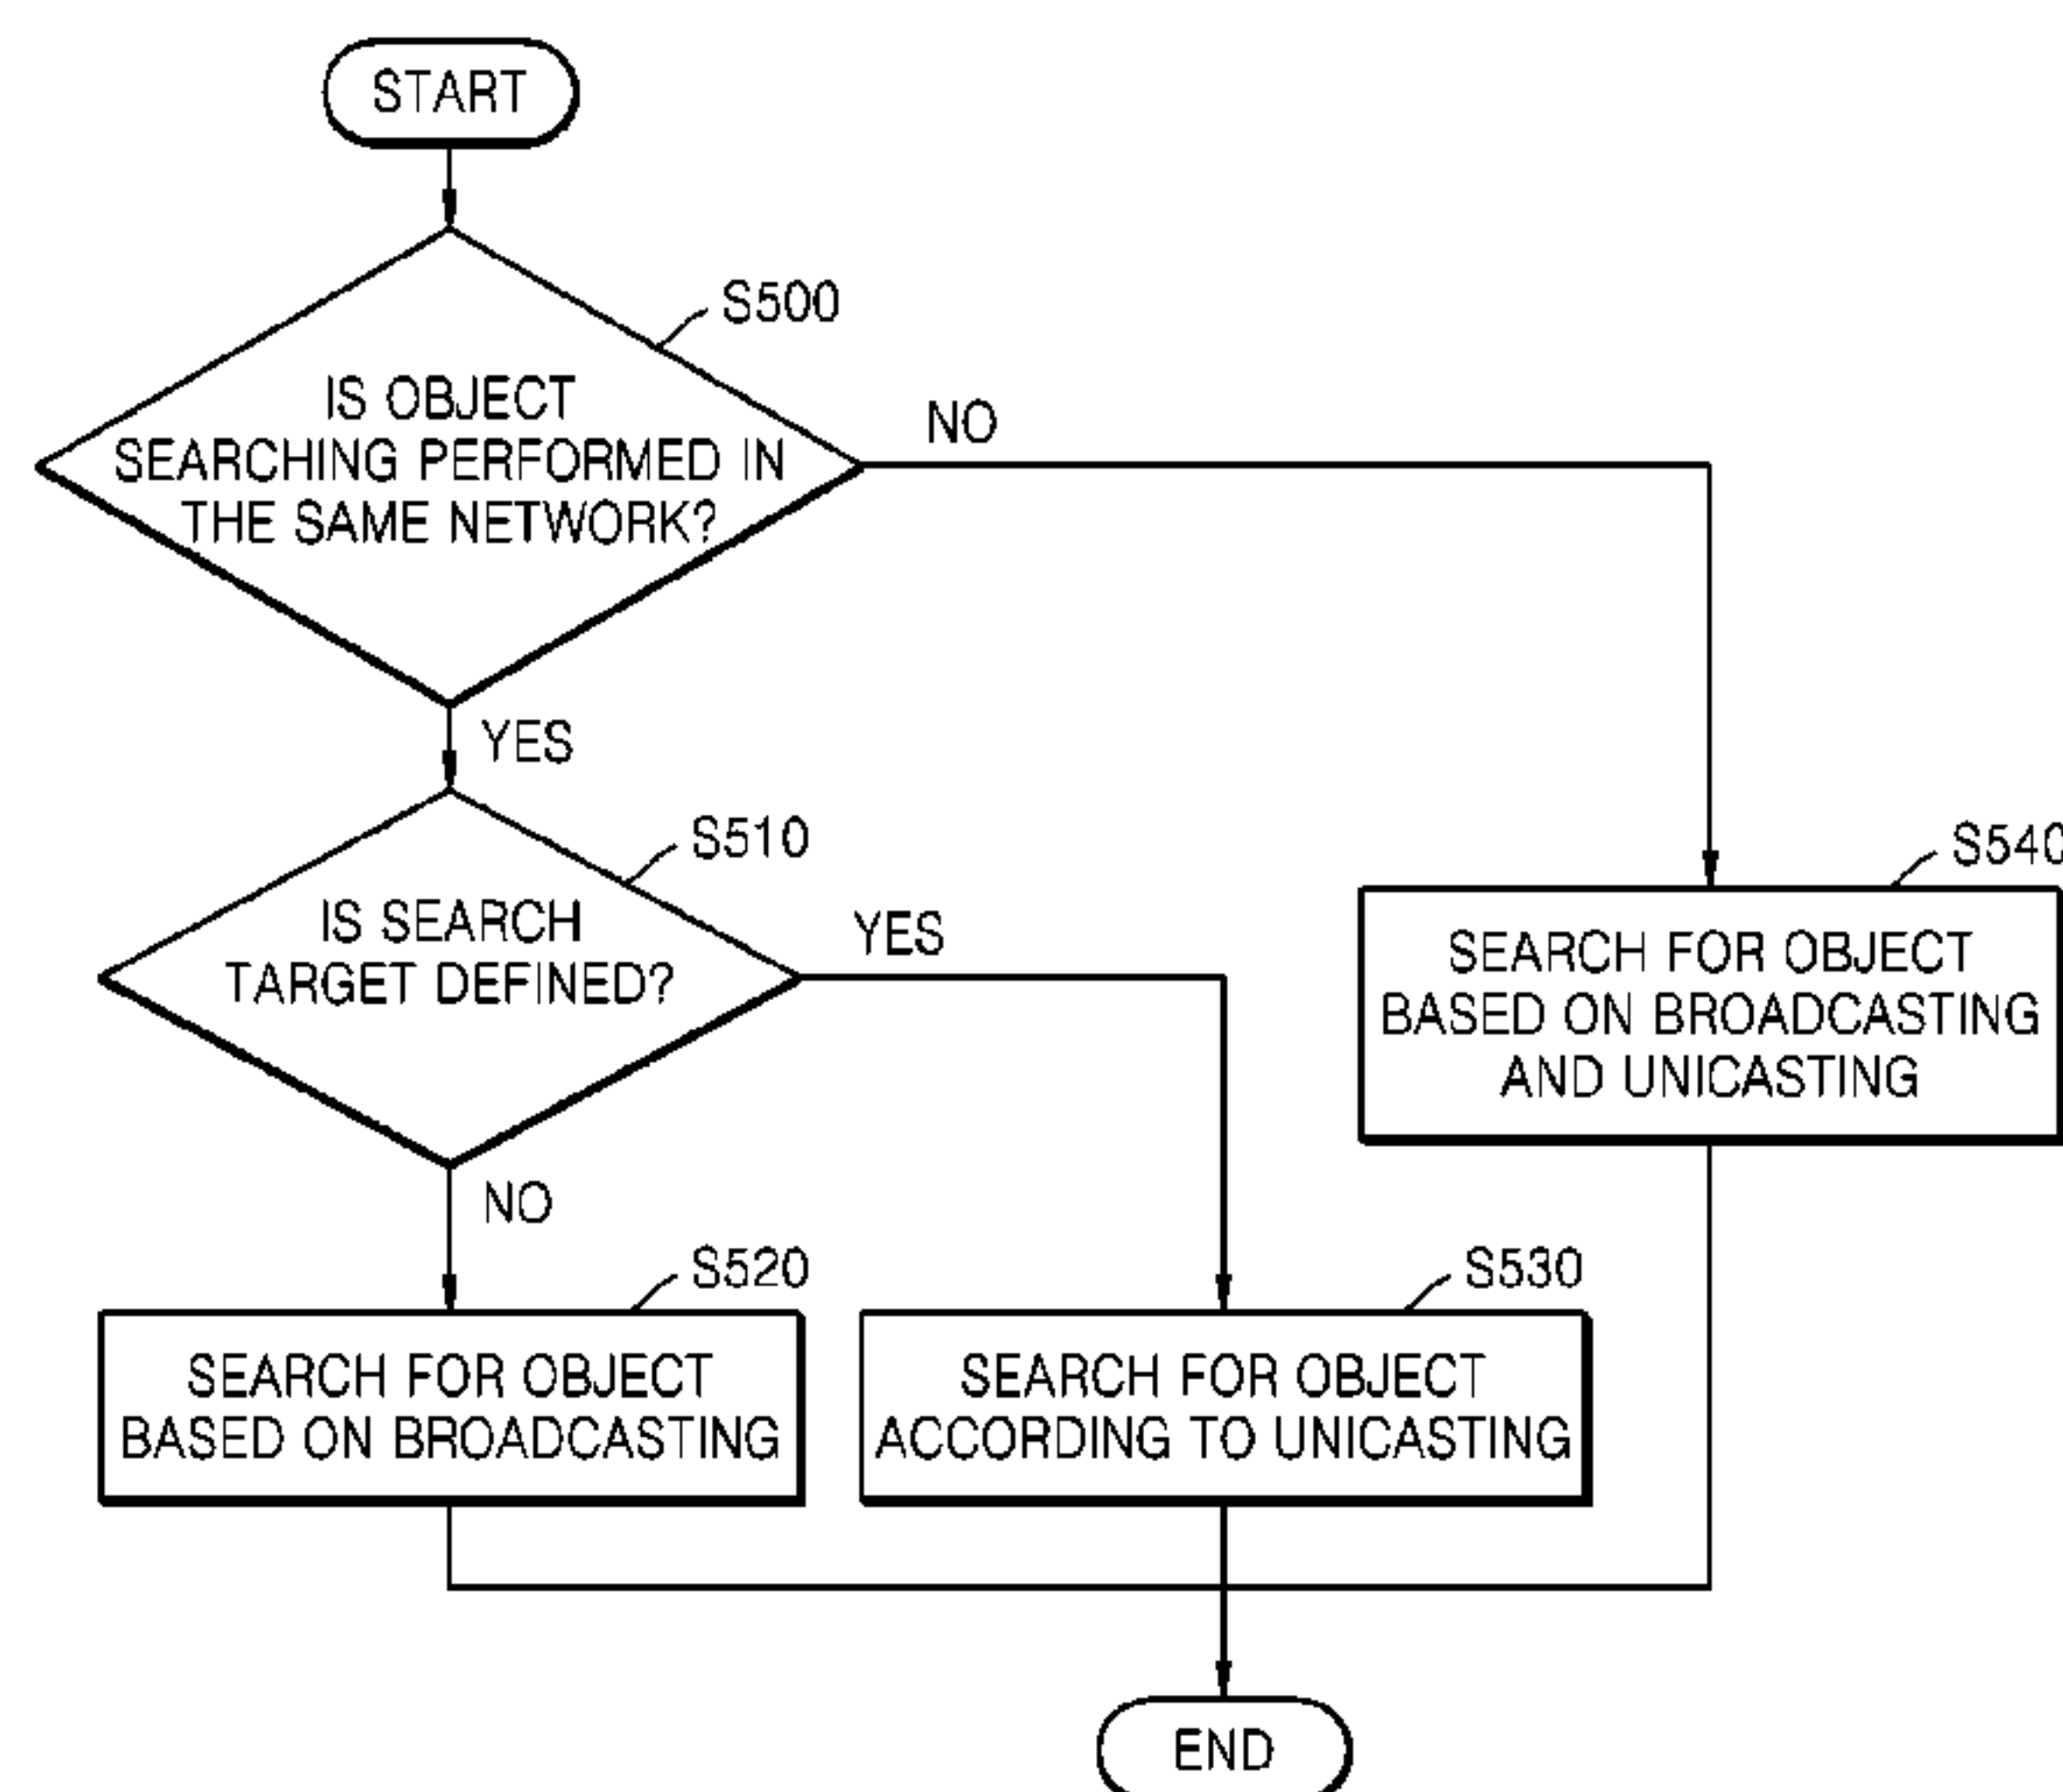 START
S500
IS OBJECT
SEARCHING PERFORMED IN
THE SAME NETWORK?
NO
YES
S510
IS SEARCH
TARGET DEFINED?
YES
NO
S540
SEARCH FOR OBJECT
BASED ON BROADCASTING
AND UNICASTING
S520
SEARCH FOR OBJECT
BASED ON BROADCASTING
S530
SEARCH FOR OBJECT
ACCORDING TO UNICASTING
END